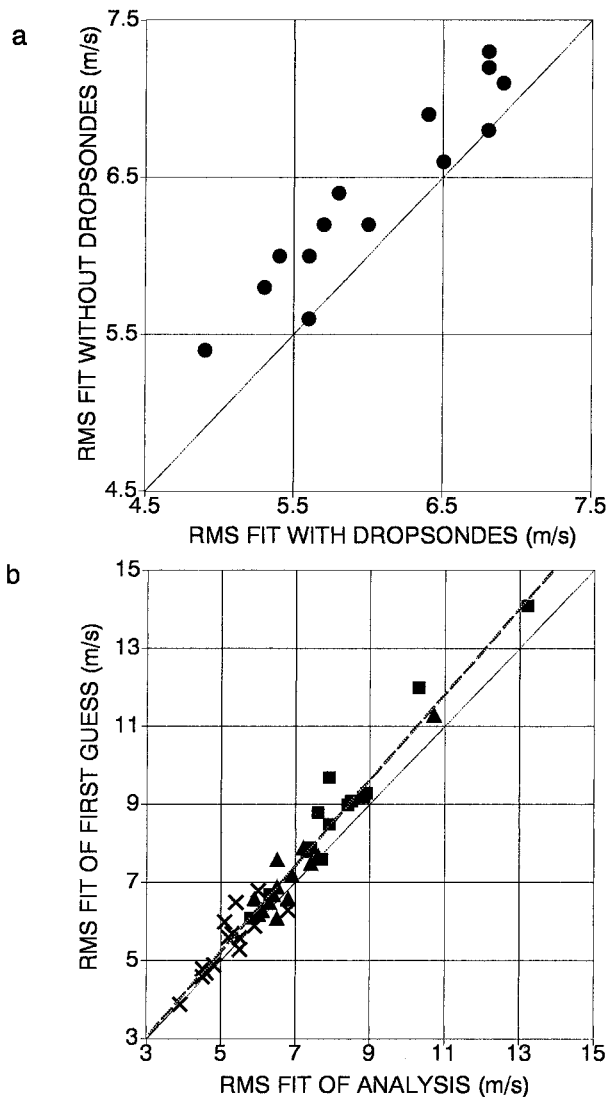 a
7.5
6.5
5.5
4.5
RMS FIT WITHOUT DROPSONDES (m/s)
4.5 5.5 6.5 7.5
RMS FIT WITH DROPSONDES (m/s)
b
15
13
11
9
7
5
3
RMS FIT OF FIRST GUESS (m/s)
3 5 7 9 11 13 15
RMS FIT OF ANALYSIS (m/s)